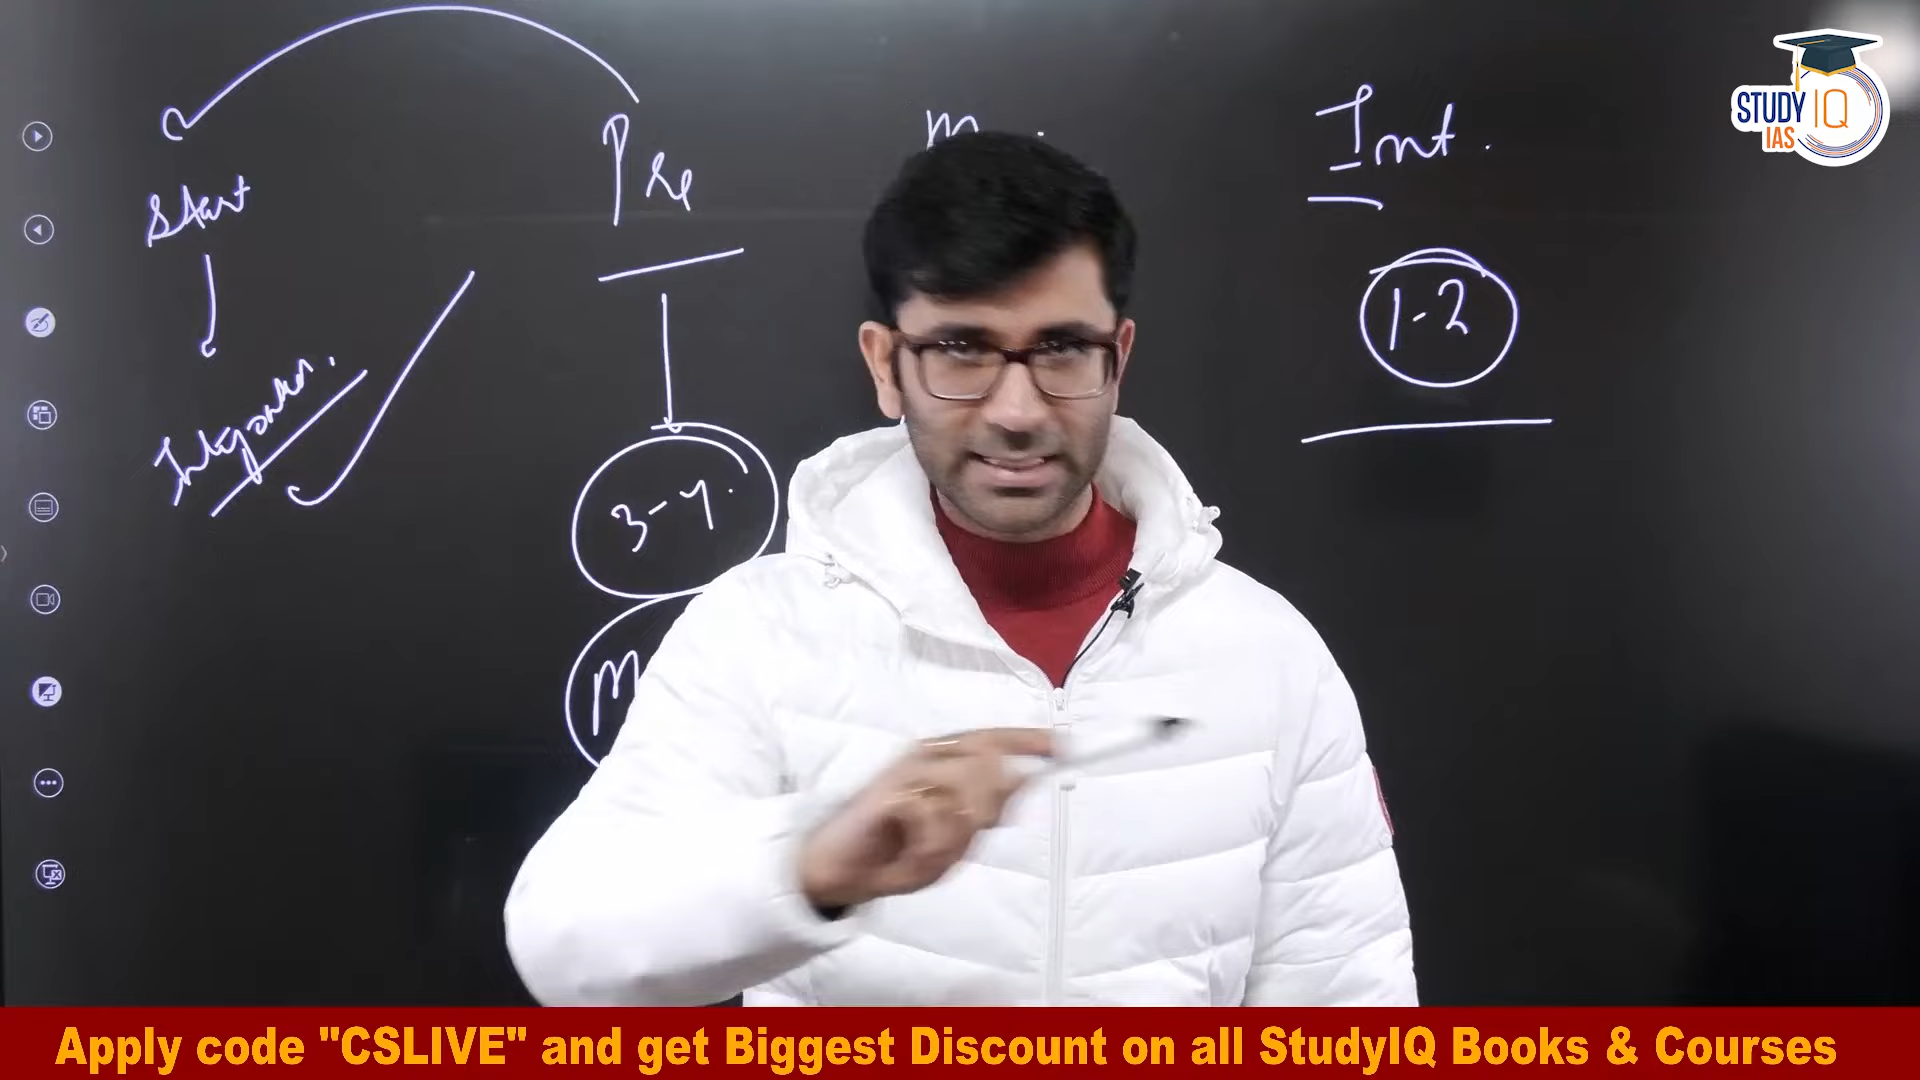 Pre
Int.
STUDY IQ
IAS
Start
1-2
3-4.
M
Apply code "CSLIVE" and get Biggest Discount on all StudyIQ Books & Courses